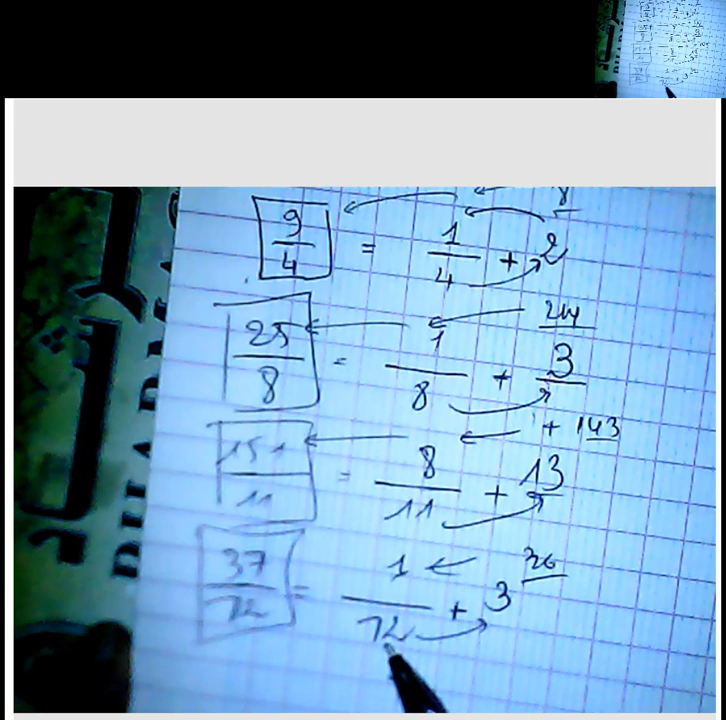 8
9/4 = 1/4 + 2
24
25/8 = 1/8 + 3
+ 143
151/11 = 8/11 + 13
36
37/12 = 1/12 + 3